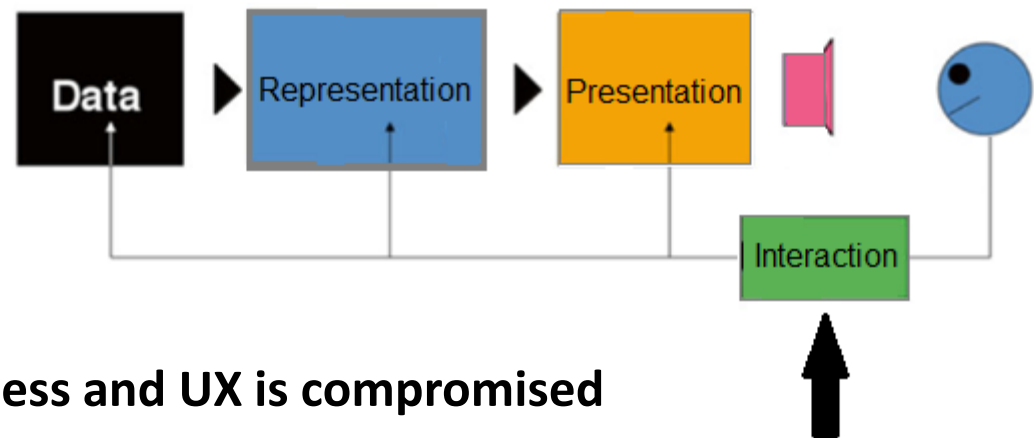 Data
Representation
Presentation
Interaction
ess and UX is compromised